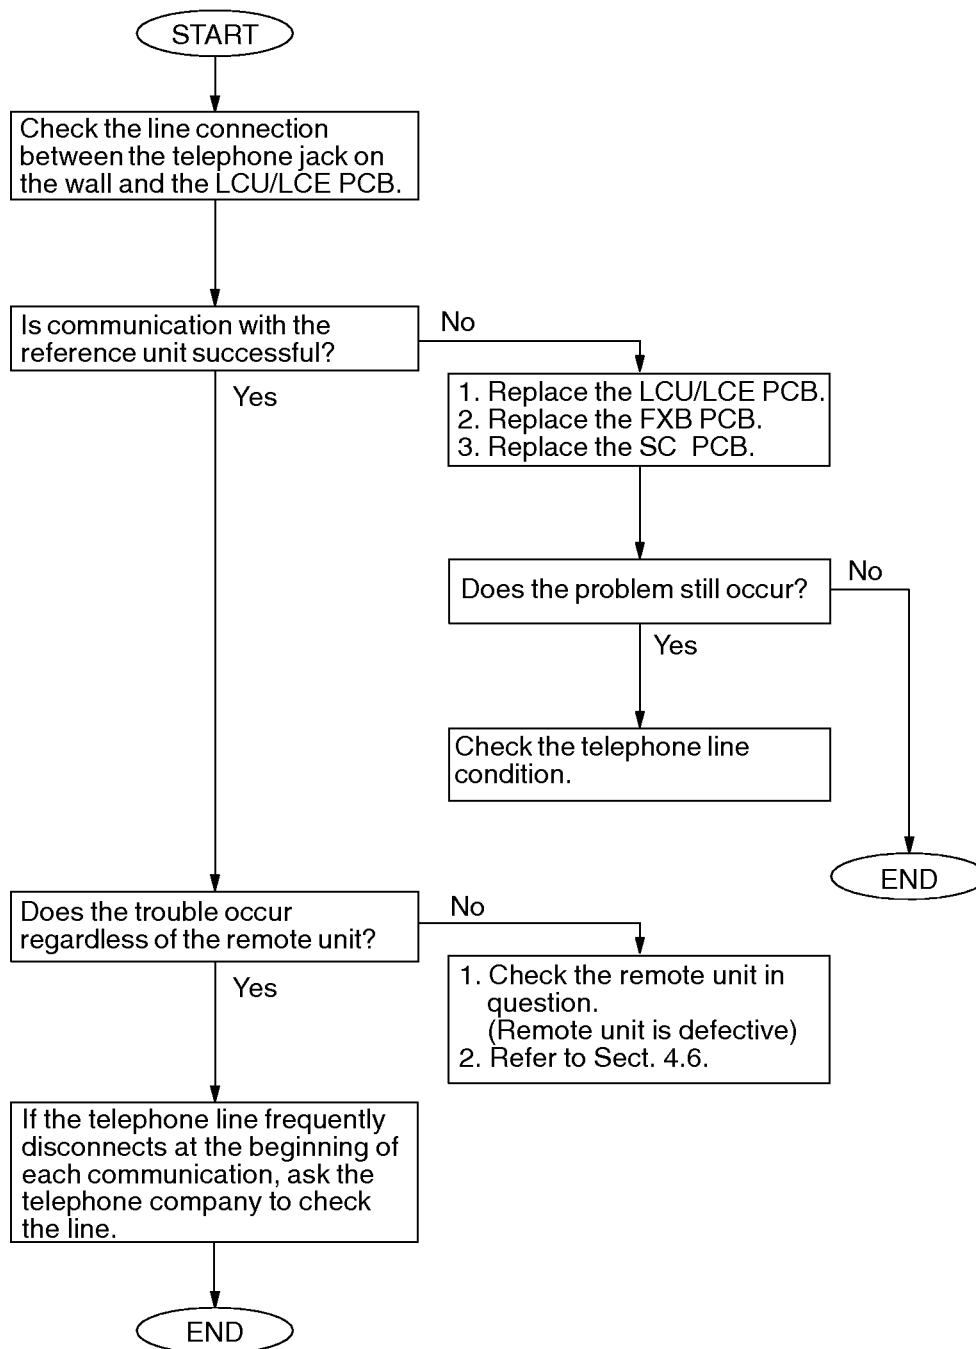 START
Check the line connection
between the telephone jack on
the wall and the LCU/LCE PCB.
Is communication with the
reference unit successful?
No
Yes
1. Replace the LCU/LCE PCB.
2. Replace the FXB PCB.
3. Replace the SC PCB.
Does the problem still occur?
No
Yes
Check the telephone line
condition.
END
Does the trouble occur
regardless of the remote unit?
No
Yes
1. Check the remote unit in
question.
(Remote unit is defective)
2. Refer to Sect. 4.6.
If the telephone line frequently
disconnects at the beginning of
each communication, ask the
telephone company to check
the line.
END